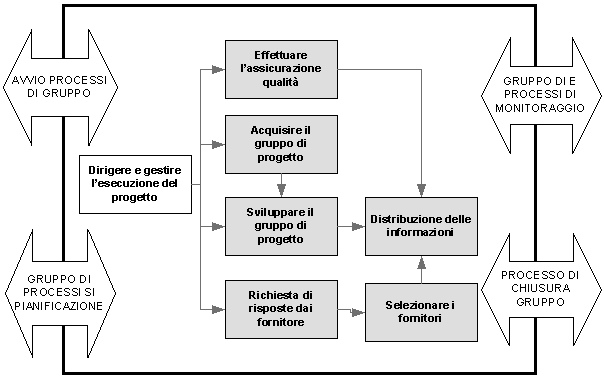 AVVIO PROCESSI
DI GRUPPO
Effettuare
l'assicurazione
qualità
GRUPPO DI E
PROCESSI DI
MONITORAGGIO
Acquisire il
gruppo di
progetto
Dirigere e gestire
l'esecuzione del
progetto
Sviluppare il
gruppo di
progetto
Distribuzione delle
informazioni
GRUPPO DI
PROCESSI SI
PIANIFICAZIONE
Richiesta di
risposte dai
fornitore
Selezionare i
fornitori
PROCESSO DI
CHIUSURA
GRUPPO